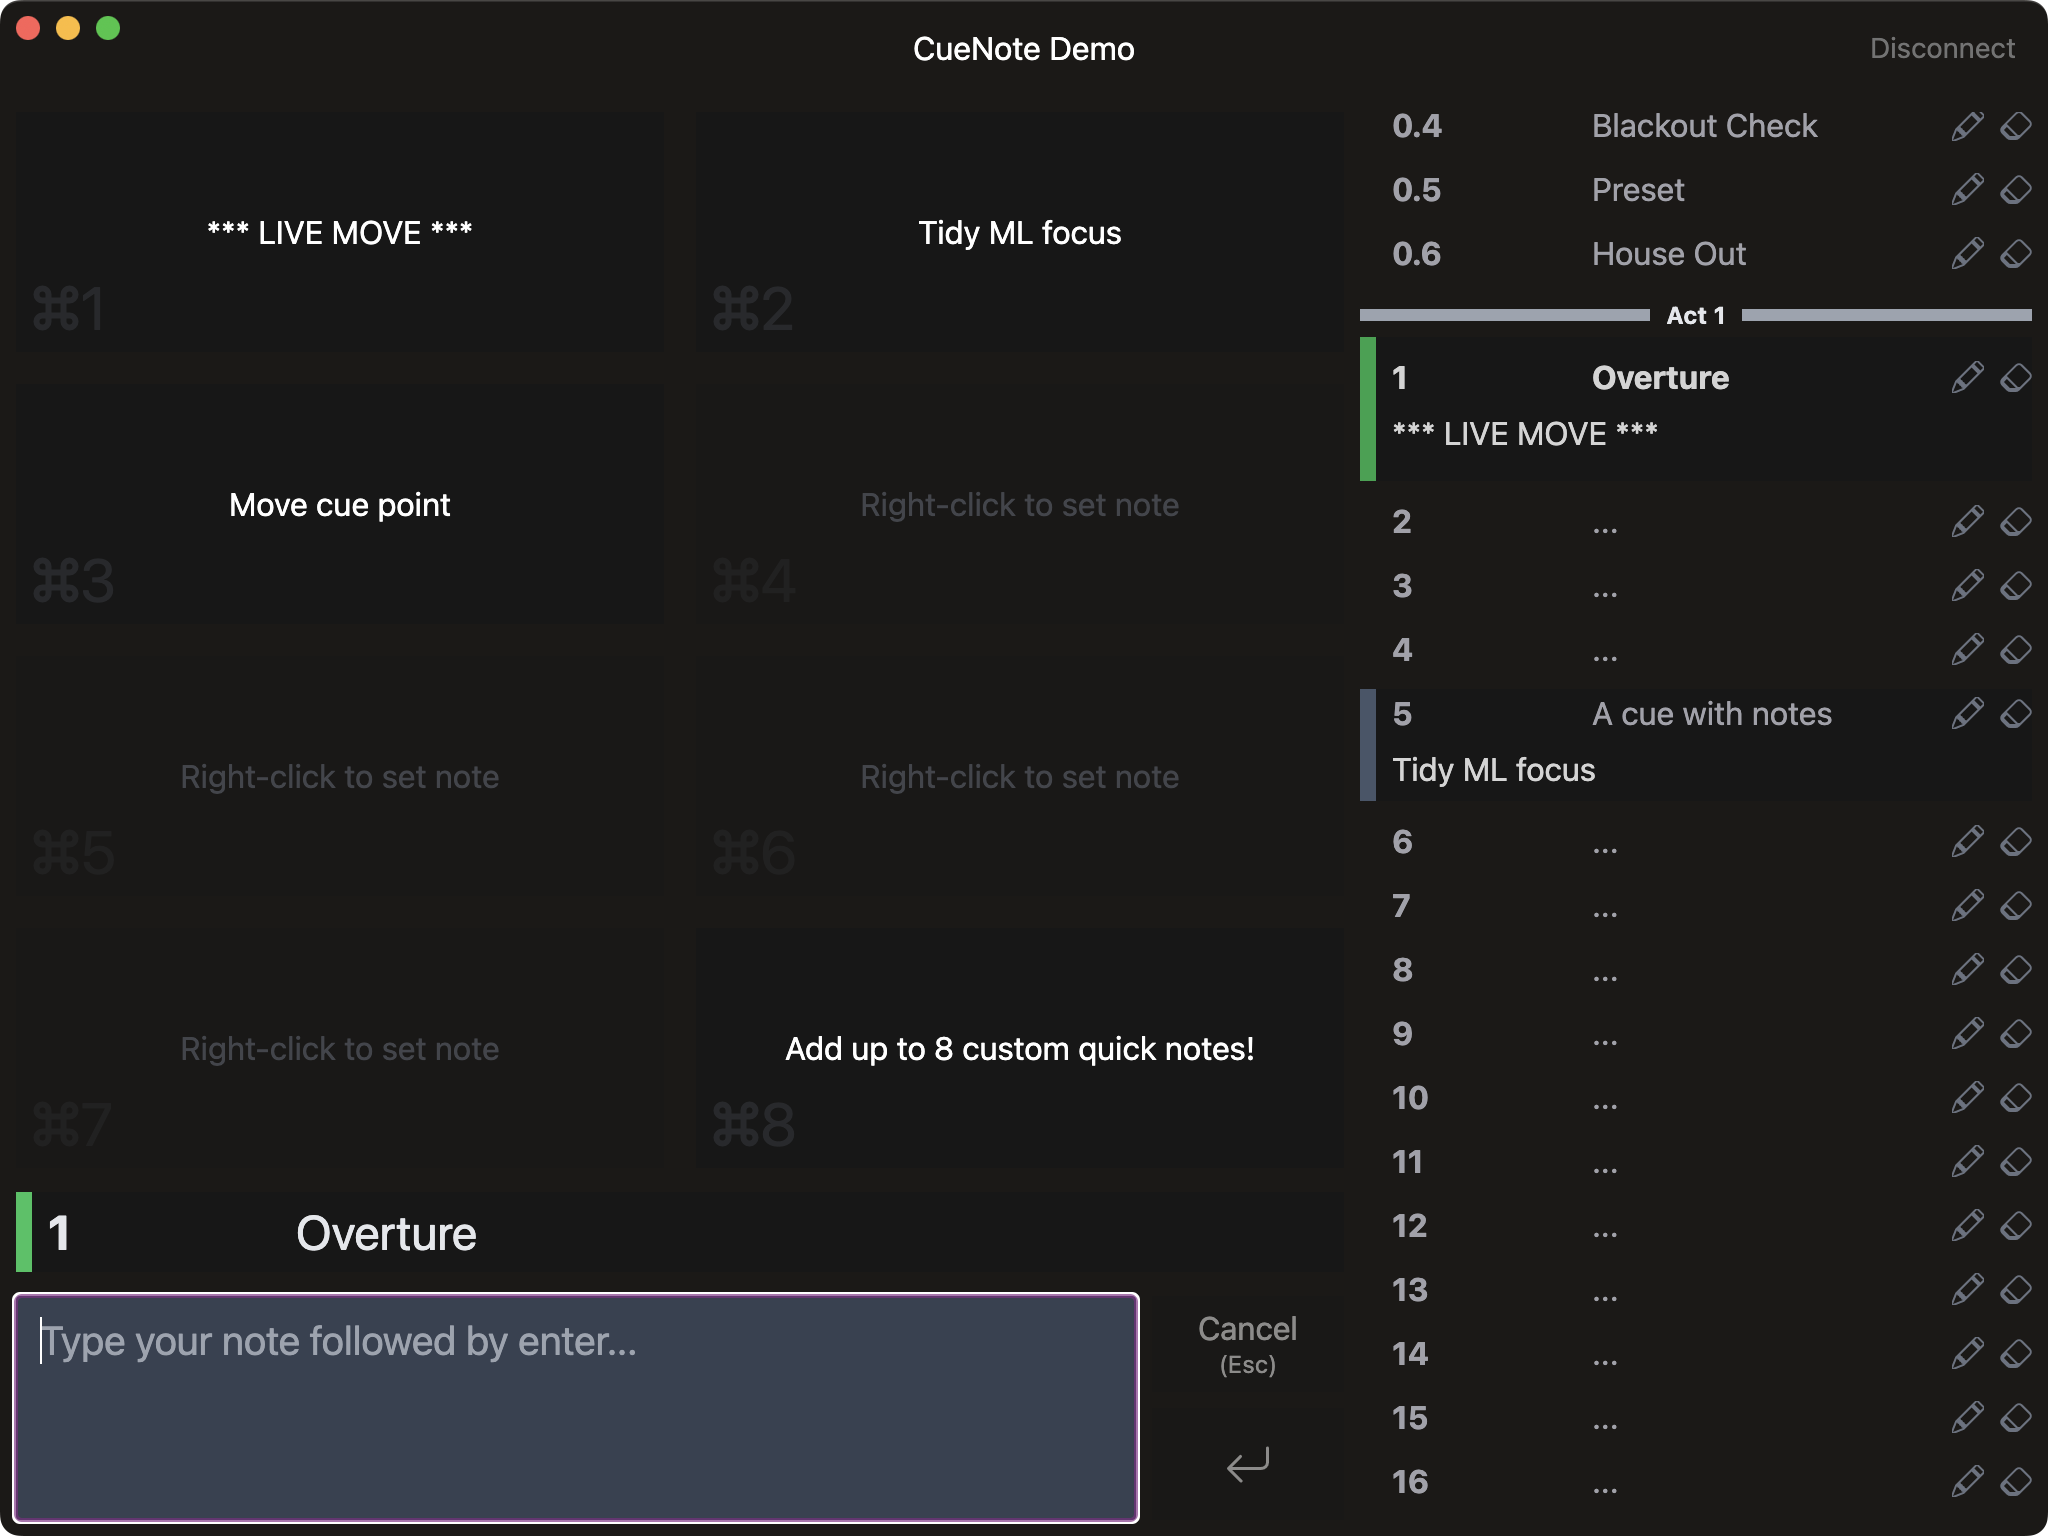 CueNote Demo
Disconnect
*** LIVE MOVE ***
⌘1
Tidy ML focus
⌘2
Move cue point
⌘3
Right-click to set note
⌘4
Right-click to set note
⌘5
Right-click to set note
⌘6
Right-click to set note
⌘7
Add up to 8 custom quick notes!
⌘8
1 Overture
Type your note followed by enter...
Cancel
(Esc)
0.4 Blackout Check
0.5 Preset
0.6 House Out
Act 1
1 Overture
*** LIVE MOVE ***
2 ...
3 ...
4 ...
5 A cue with notes
Tidy ML focus
6 ...
7 ...
8 ...
9 ...
10 ...
11 ...
12 ...
13 ...
14 ...
15 ...
16 ...